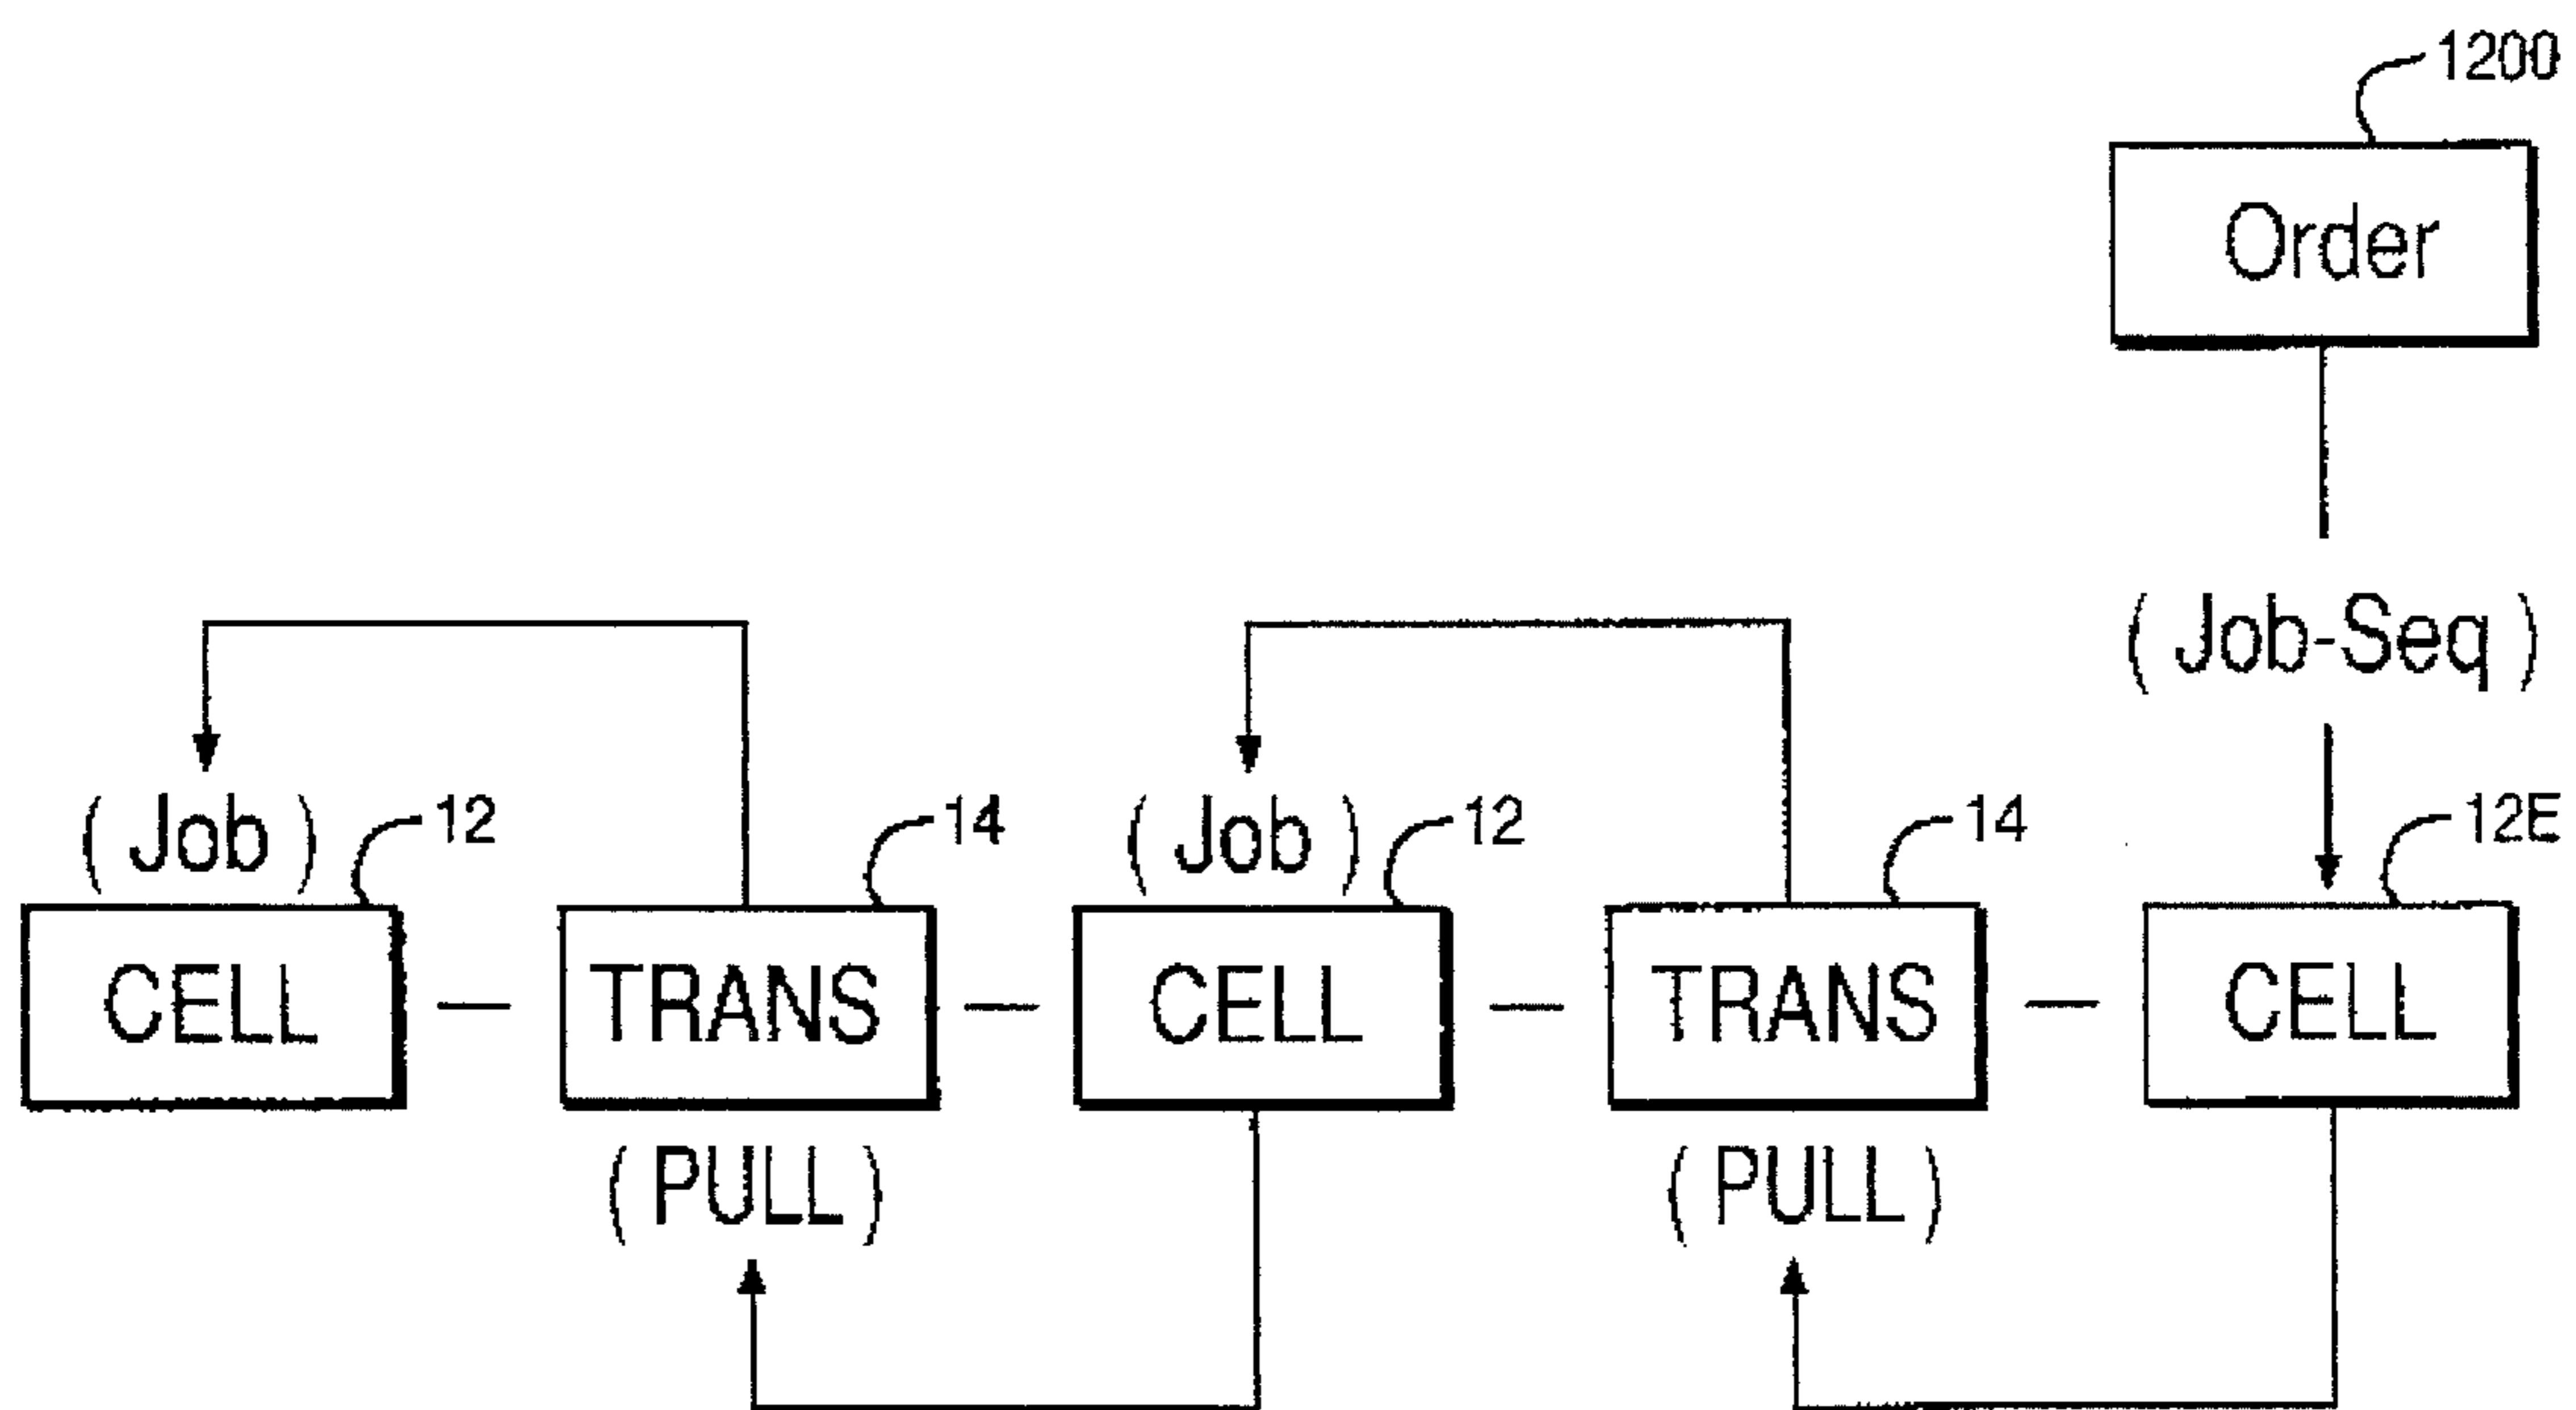 1200
Order
( Job-Seq )
( Job ) 12 14 ( Job ) 12 14 12E
CELL — TRANS — CELL — TRANS — CELL
( PULL ) ( PULL )